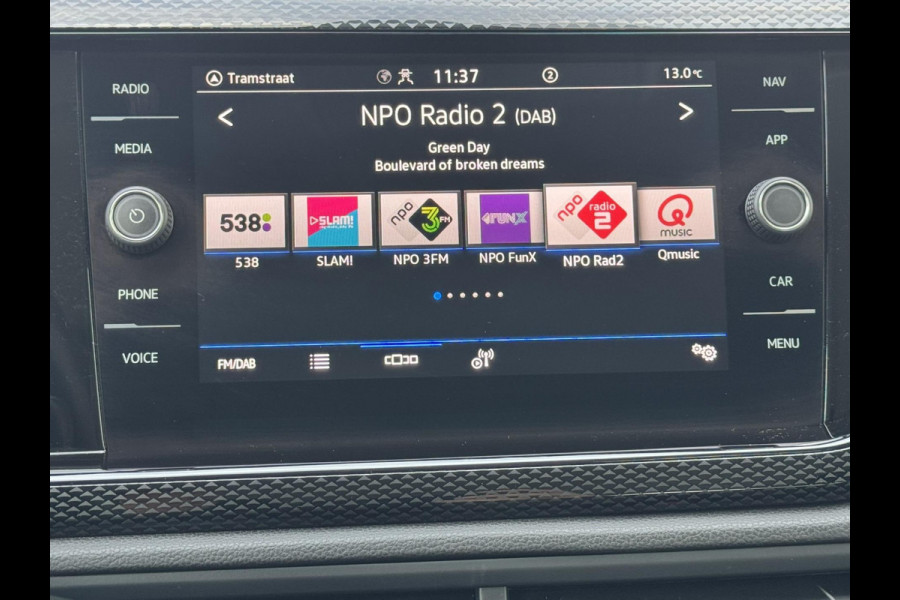 RADIO
MEDIA
PHONE
VOICE
Tramstraat 11:37 2 13.0°C
< NPO Radio 2 (DAB) >
Green Day
Boulevard of broken dreams
538 SLAM! npo 3FM FUNX npo radio 2 Q MUSIC
538 SLAM! NPO 3FM NPO FunX NPO Rad2 Qmusic
FM/DAB
NAV
APP
CAR
MENU